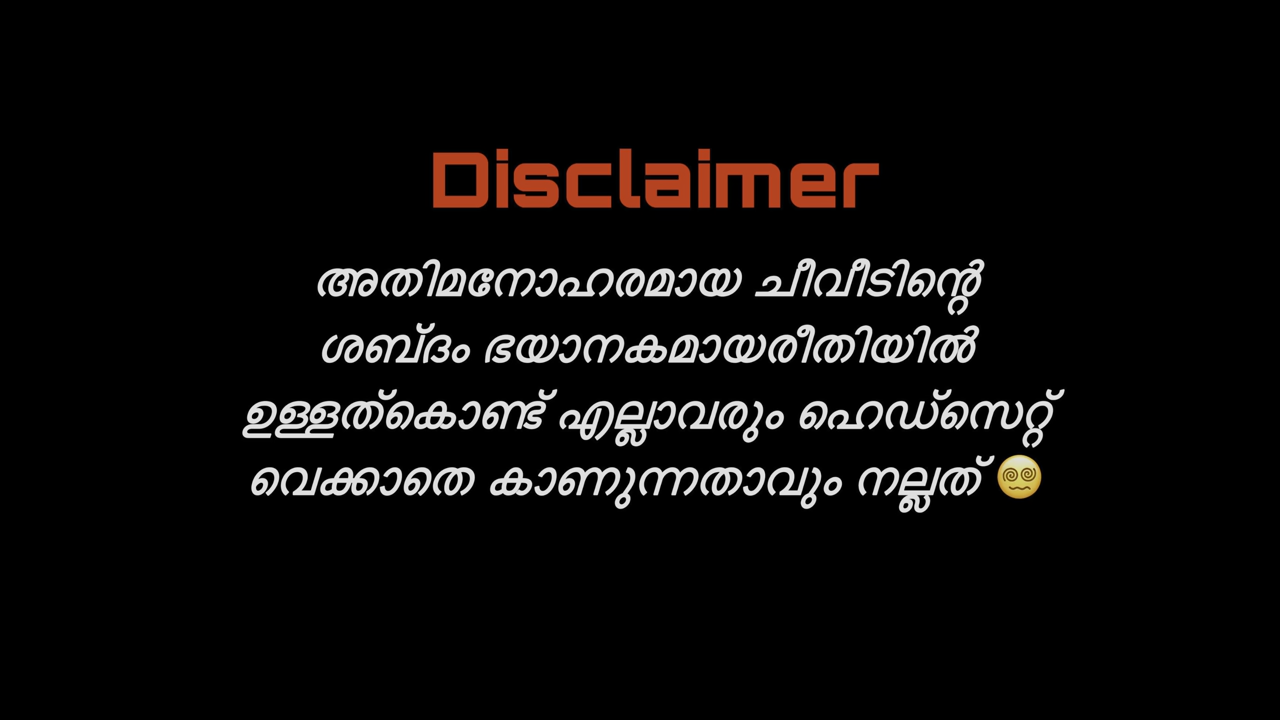 Disclaimer
അതിമനോഹരമായ ചീവീടിന്റെ
ശബ്ദം ഭയാനകമായരീതിയിൽ
ഉള്ളത്കൊണ്ട് എല്ലാവരും ഹെഡ്സെറ്റ്
വെക്കാതെ കാണുന്നതാവും നല്ലത് 😵‍💫